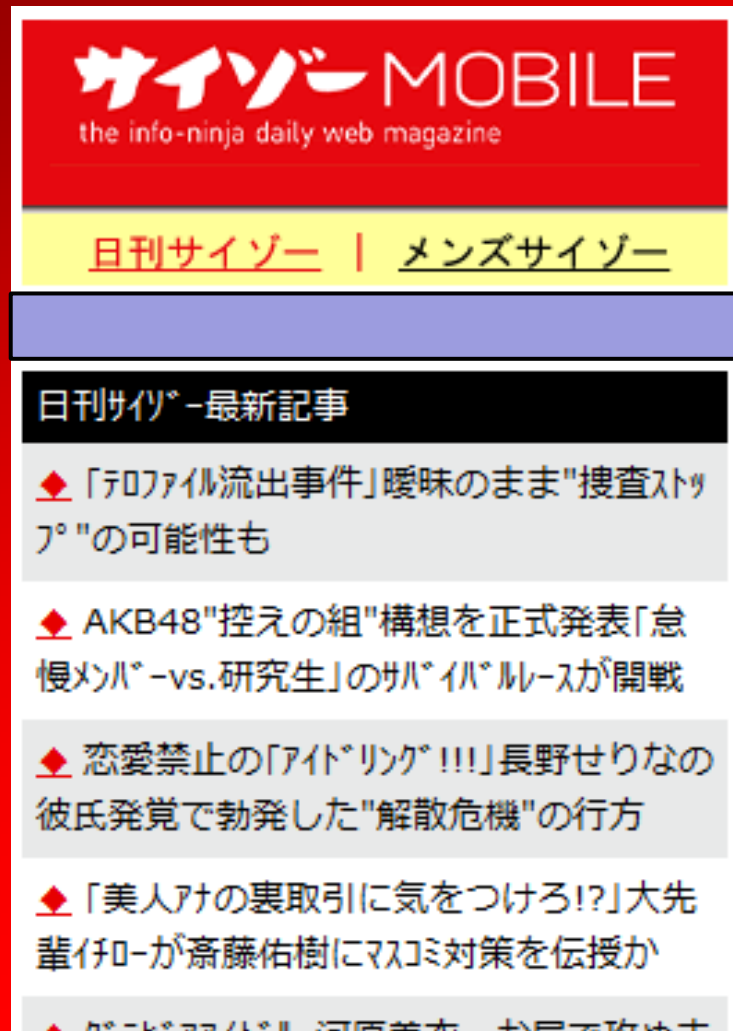 サイゾーMOBILE
the info-ninja daily web magazine
日刊サイゾー | メンズサイゾー
日刊ｻｲｿﾞｰ最新記事
◆「ﾃﾛﾌｧｲﾙ流出事件」曖昧のまま"捜査ｽﾄｯ
ﾌﾟ"の可能性も
◆ AKB48"控えの組"構想を正式発表｢怠
慢ﾒﾝﾊﾞｰvs.研究生｣のｻﾊﾞｲﾊﾞﾙﾚｰｽが開戦
◆ 恋愛禁止の｢ｱｲﾄﾞﾘﾝｸﾞ!!!｣長野せりなの
彼氏発覚で勃発した"解散危機"の行方
◆「美人ｱﾅの裏取引に気をつけろ!?｣大先
輩ｲﾁﾛｰが斎藤佑樹にﾏｽｺﾐ対策を伝授か